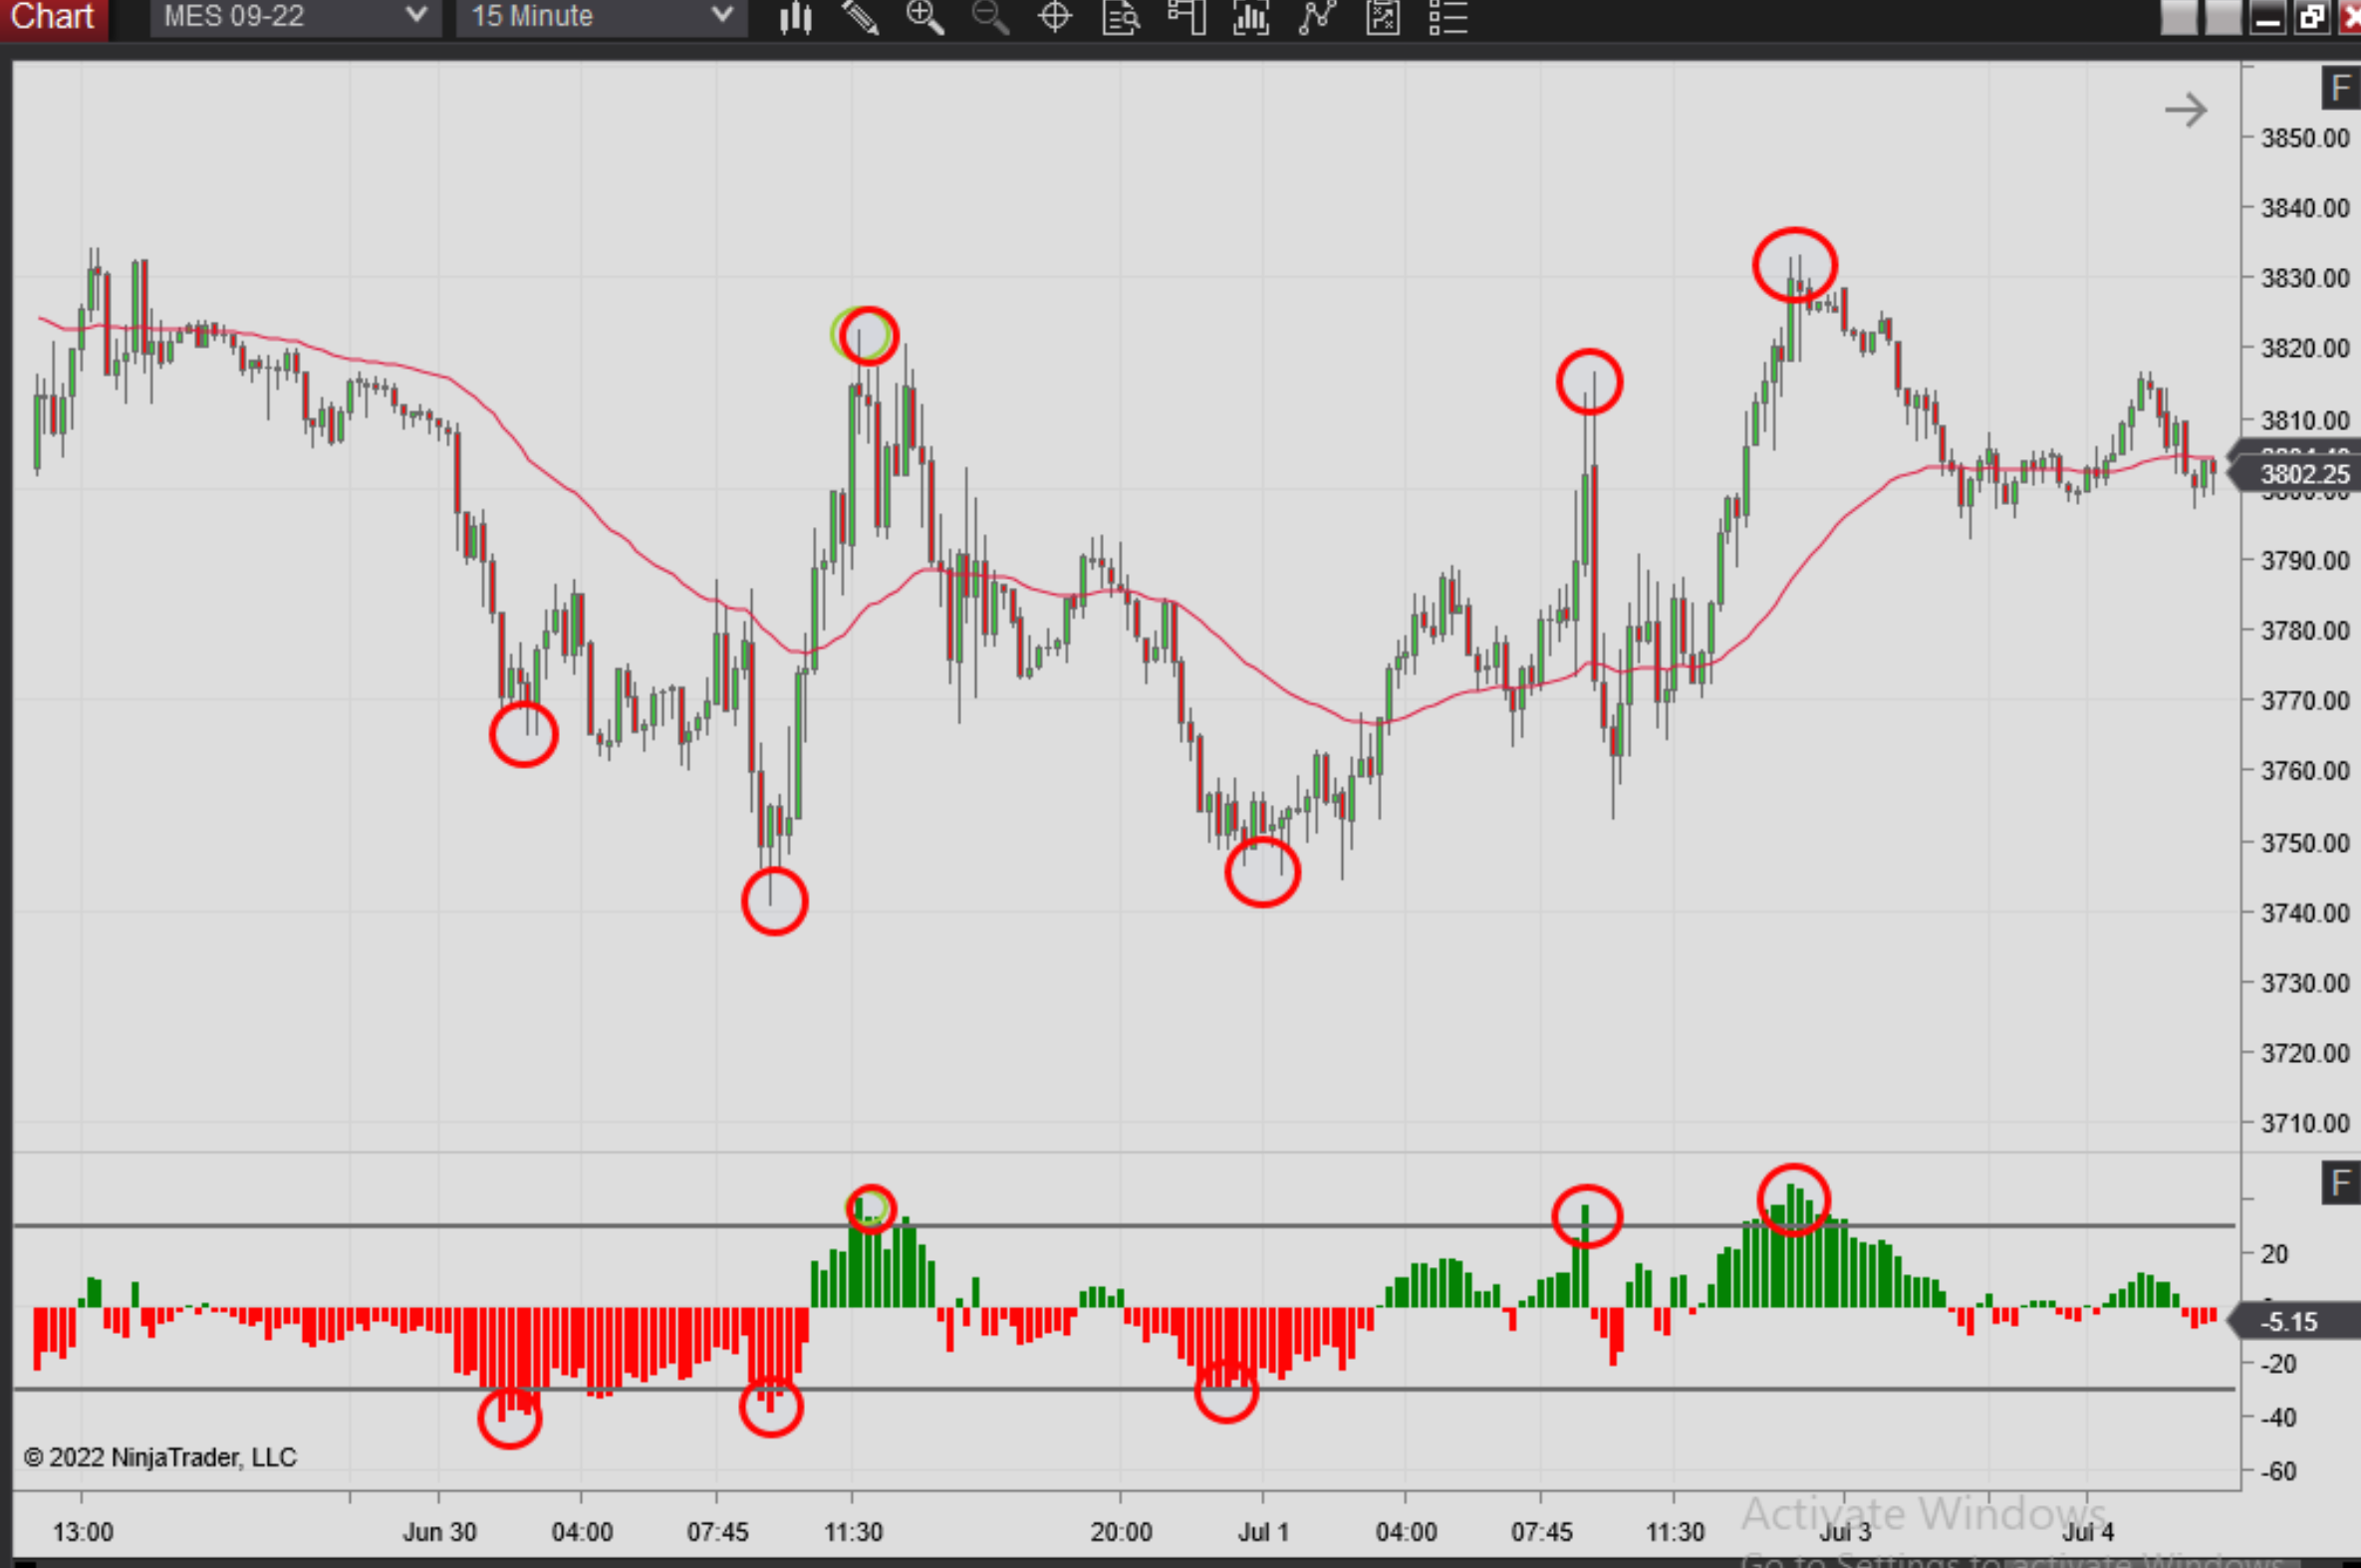 Chart MES 09-22 15 Minute
F
3850.00
3840.00
3830.00
3820.00
3810.00
3802.25
3790.00
3780.00
3770.00
3760.00
3750.00
3740.00
3730.00
3720.00
3710.00
F
20
-5.15
-20
-40
© 2022 NinjaTrader, LLC
-60
Activate Windows
13:00 Jun 30 04:00 07:45 11:30 20:00 Jul 1 04:00 07:45 11:30 Jul 3 Jul 4
Go to Settings to activate Windows